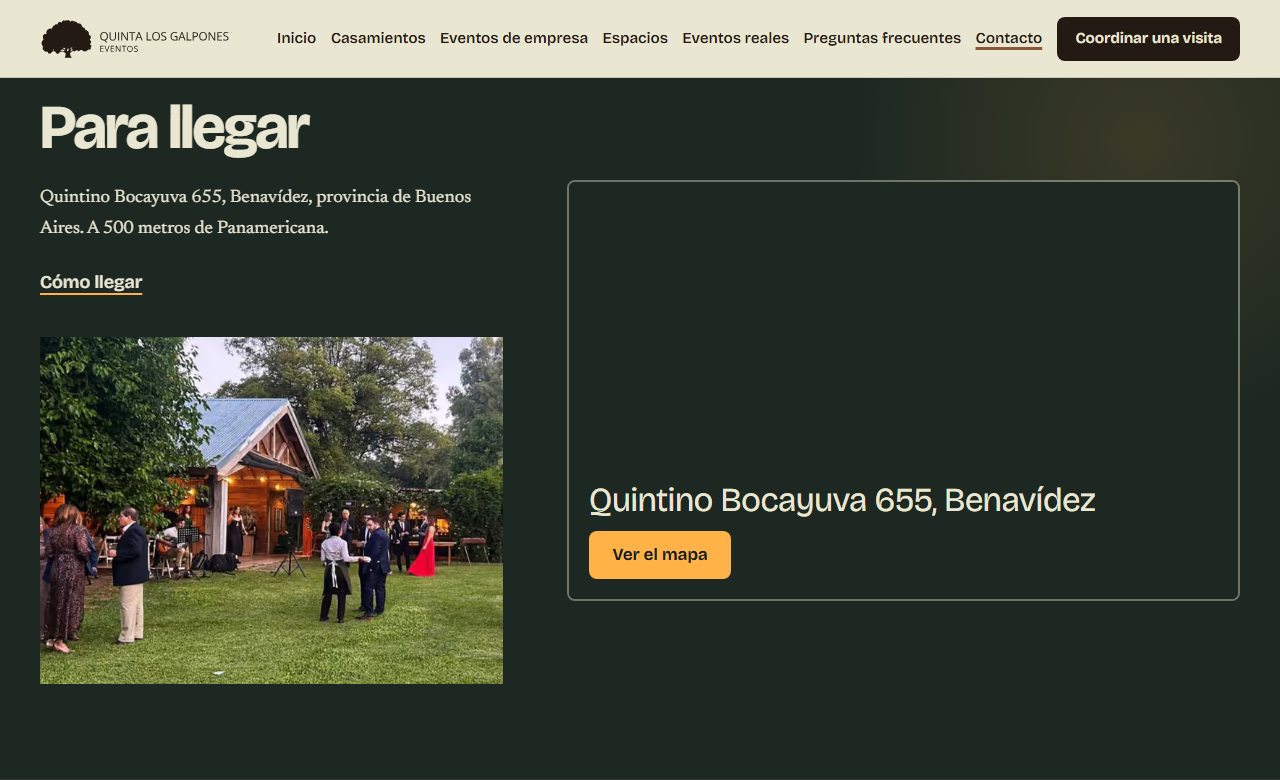 QUINTA LOS GALPONES
EVENTOS
Inicio Casamientos Eventos de empresa Espacios Eventos reales Preguntas frecuentes Contacto Coordinar una visita
Para llegar
Quintino Bocayuva 655, Benavídez, provincia de Buenos
Aires. A 500 metros de Panamericana.
Cómo llegar
Quintino Bocayuva 655, Benavídez
Ver el mapa